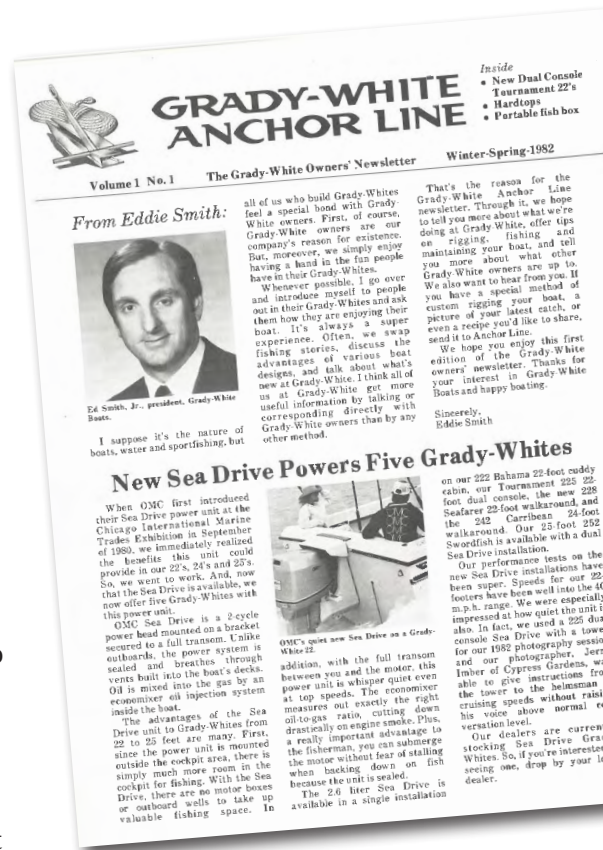 GRADY-WHITE
ANCHOR LINE
Inside
• New Dual Console
Tournament 22's
• Hardtops
• Portable fish box
Volume 1 No. 1
The Grady-White Owners' Newsletter
Winter-Spring-1982
From Eddie Smith:
Ed Smith, Jr., president, Grady-White
Boats.
I suppose it's the nature of
boats, water and sportfishing, but
all of us who build Grady-Whites
feel a special bond with Grady-
White owners. First, of course,
Grady-White owners are our
company's reason for existence.
But, moreover, we simply enjoy
having a hand in the fun people
have in their Grady-Whites.
Whenever possible, I go over
and introduce myself to people
out in their Grady-Whites and ask
them how they are enjoying their
boat. It's always a super
experience. Often, we swap
fishing stories, discuss the
advantages of various boat
designs, and talk about what's
new at Grady-White. I think all of
us at Grady-White get more
useful information by talking or
corresponding directly with
Grady-White owners than by any
other method.
That's the reason for the
Grady-White Anchor Line
newsletter. Through it, we hope
to tell you more about what we're
doing at Grady-White, offer tips
on rigging, fishing and
maintaining your boat, and tell
you more about what other
Grady-White owners are up to.
We also want to hear from you. If
you have a special method of
custom rigging your boat, a
picture of your latest catch, or
even a recipe you'd like to share,
send it to Anchor Line.
We hope you enjoy this first
edition of the Grady-White
owners' newsletter. Thanks for
your interest in Grady-White
Boats and happy boating.
Sincerely,
Eddie Smith
New Sea Drive Powers Five Grady-Whites
When OMC first introduced
their Sea Drive power unit at the
Chicago International Marine
Trades Exhibition in September
of 1980, we immediately realized
the benefits this unit could
provide in our 22's, 24's and 25's.
So, we went to work. And, now
that the Sea Drive is available, we
now offer five Grady-Whites with
this power unit.
OMC Sea Drive is a 2-cycle
power head mounted on a bracket
secured to a full transom. Unlike
outboards, the power system is
sealed and breathes through
vents built into the boat's decks.
Oil is mixed into the gas by an
economixer oil injection system
inside the boat.
The advantages of the Sea
Drive unit to Grady-Whites from
22 to 25 feet are many. First,
since the power unit is mounted
outside the cockpit area, there is
simply much more room in the
cockpit for fishing. With the Sea
Drive, there are no motor boxes
or outboard wells to take up
valuable fishing space. In
OMC's quiet new Sea Drive on a Grady-
White 22.
addition, with the full transom
between you and the motor, this
power unit is whisper quiet even
at top speeds. The economixer
measures out exactly the right
oil-to-gas ratio, cutting down
drastically on engine smoke. Plus,
a really important advantage to
the fisherman, you can submerge
the motor without fear of stalling
when backing down on fish
because the unit is sealed.
The 2.6 liter Sea Drive is
available in a single installation
on our 222 Bahama 22-foot cuddy
cabin, our Tournament 225 22-
foot dual console, the new 228
Seafarer 22-foot walkaround, and
the 242 Carribean 24-foot
walkaround. Our 25-foot 252
Swordfish is available with a dual
Sea Drive installation.
Our performance tests on the
new Sea Drive installations have
been super. Speeds for our 22-
footers have been well into the 40
m.p.h. range. We were especially
impressed at how quiet the unit i
also. In fact, we used a 225 dua
console Sea Drive with a towe
for our 1982 photography session
and our photographer, Jerr
Imber of Cypress Gardens, wa
able to give instructions fro
the tower to the helmsman
cruising speeds without raisi
his voice above normal co
versation level.
Our dealers are current
stocking Sea Drive Grad
Whites. So, if you're interested
seeing one, drop by your lo
dealer.